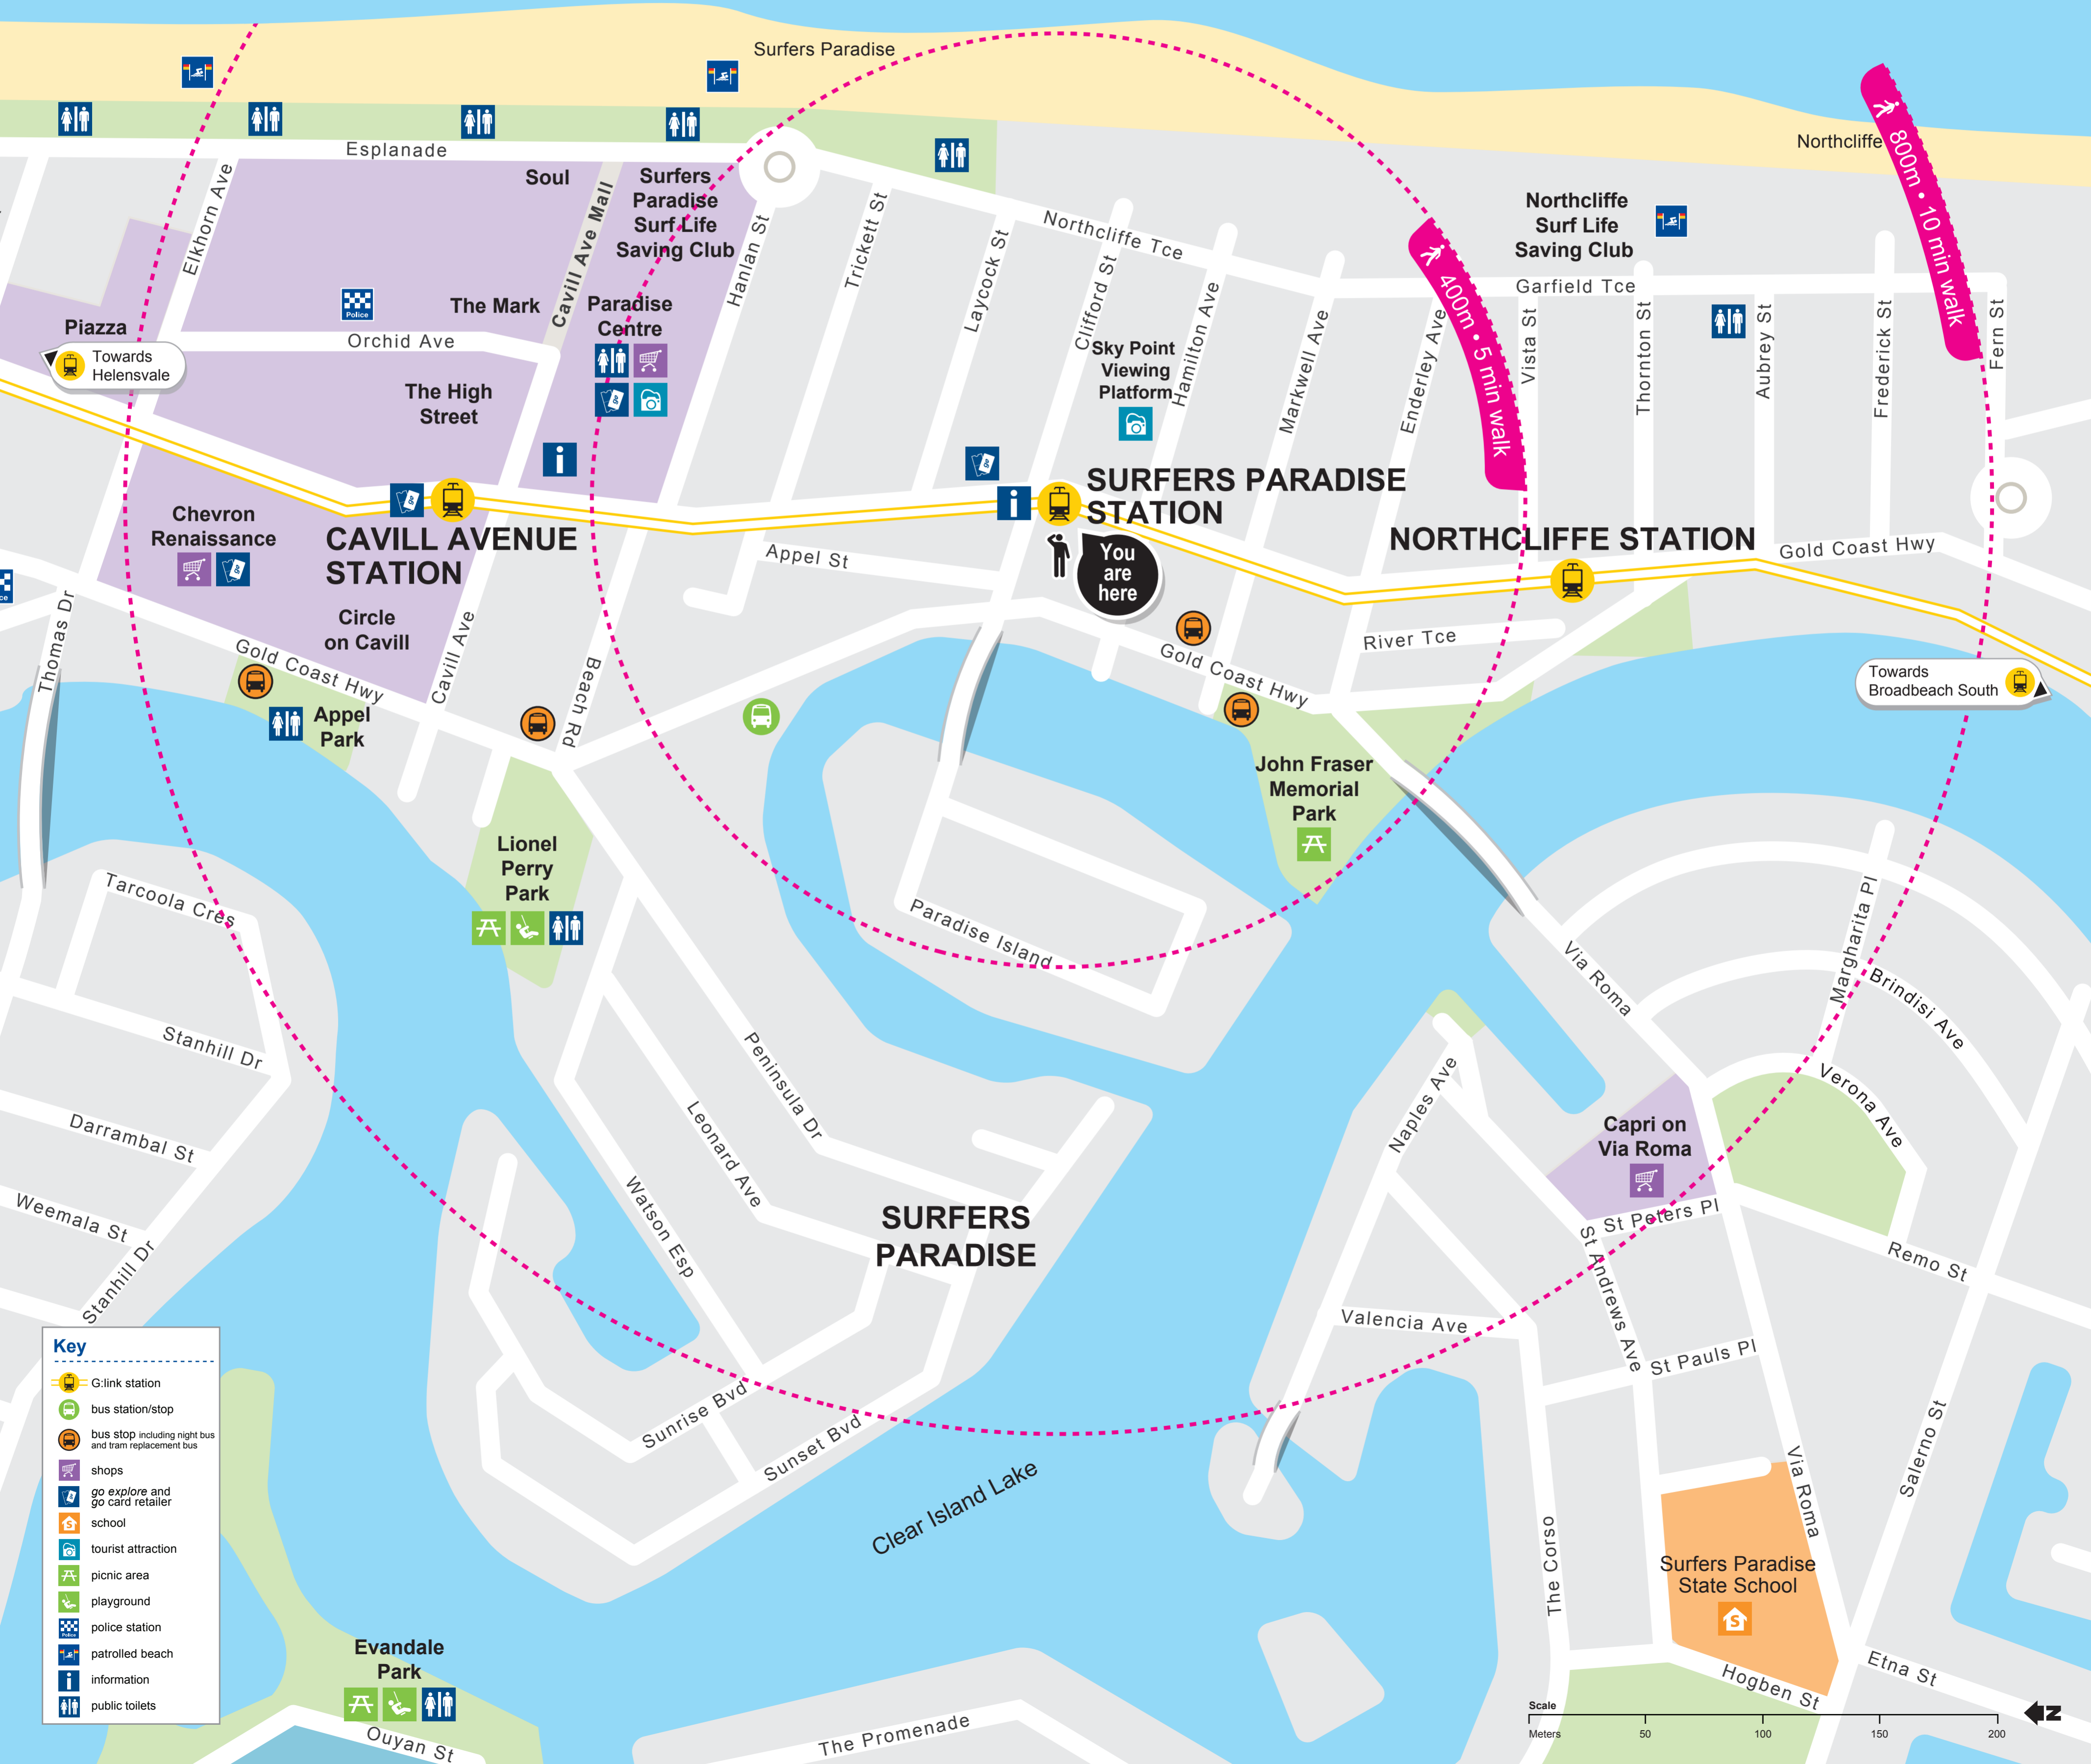 Surfers Paradise
Northcliffe
800m • 10 min walk
400m • 5 min walk
Esplanade
Elkhorn Ave
Soul
Cavill Ave Mall
Surfers
Paradise
Surf Life
Saving Club
Hanlan St
Trickett St
Laycock St
Northcliffe Tce
Clifford St
Hamilton Ave
Markwell Ave
Enderley Ave
Northcliffe
Surf Life
Saving Club
Garfield Tce
Vista St
Thornton St
Aubrey St
Frederick St
Fern St
Police
The Mark
Paradise
Centre
Piazza
Towards
Helensvale
Orchid Ave
The High
Street
Sky Point
Viewing
Platform
SURFERS PARADISE
STATION
Chevron
Renaissance
CAVILL AVENUE
STATION
NORTHCLIFFE STATION
Gold Coast Hwy
Appel St
You
are
here
Circle
on Cavill
Thomas Dr
Gold Coast Hwy
Cavill Ave
Beach Rd
River Tce
Gold Coast Hwy
Towards
Broadbeach South
Appel
Park
John Fraser
Memorial
Park
Lionel
Perry
Park
Tarcoola Cres
Paradise Island
Via Roma
Margharita Pl
Brindisi Ave
Stanhill Dr
Peninsula Dr
Leonard Ave
Watson Esp
Naples Ave
Verona Ave
Capri on
Via Roma
Darrambal St
Weemala St
Stanhill Dr
SURFERS
PARADISE
St Peters Pl
St Andrews Ave
Remo St
Valencia Ave
St Pauls Pl
Sunrise Bvd
Sunset Bvd
Clear Island Lake
Salerno St
Via Roma
The Corso
Surfers Paradise
State School
S
Hogben St
Etna St
Evandale
Park
Ouyan St
The Promenade
Key
G:link station
bus station/stop
bus stop including night bus
and tram replacement bus
shops
go explore and
go card retailer
school
tourist attraction
picnic area
playground
Police
police station
patrolled beach
information
public toilets
Scale
Meters 50 100 150 200
N